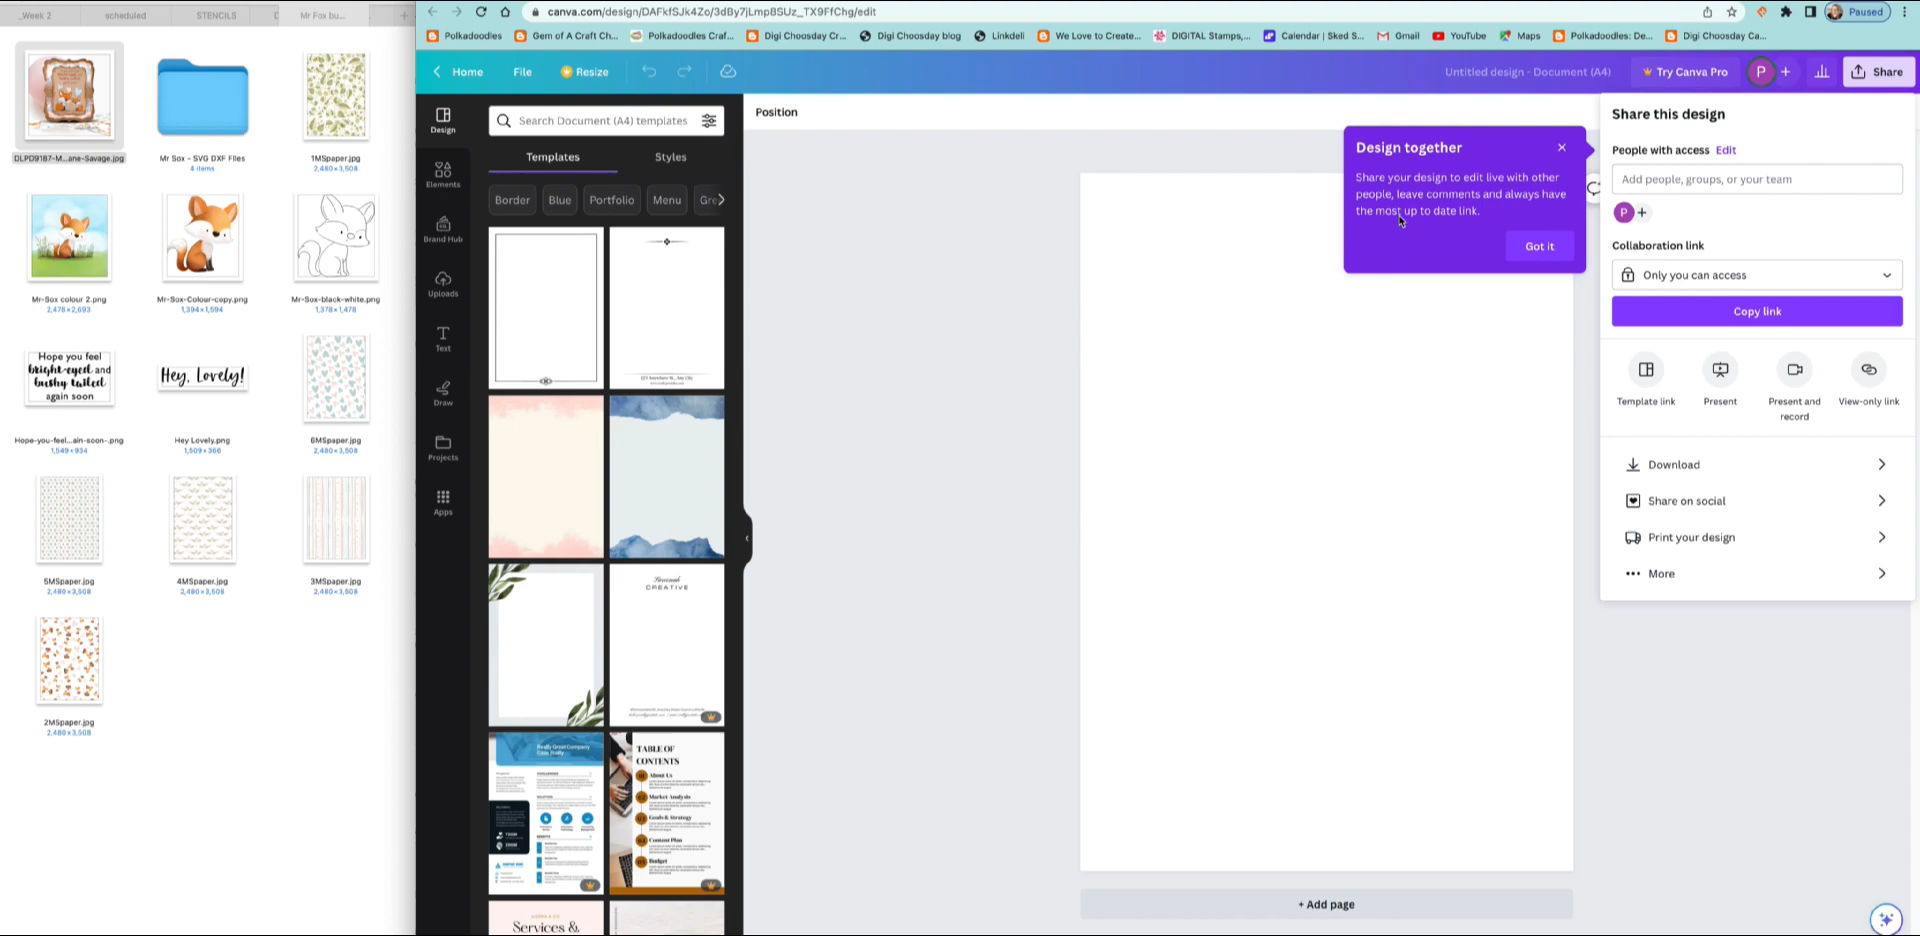 _Week 2
scheduled
STENCILS
Mr Fox bu...
DLPD9187-M...ane-Savage.jpg
Mr Sox - SVG DXF Files
4 items
1MSpaper.jpg
2,480×3,508
Mr-Sox colour 2.png
2,478×2,693
Mr-Sox-Colour-copy.png
1,394×1,594
Mr-Sox-black-white.png
1,378×1,478
Hope you feel
bright-eyed and
bushy tailed
again soon
Hey, Lovely!
Hope-you-feel...ain-soon-.png
1,549×934
Hey Lovely.png
1,509×366
6MSpaper.jpg
2,480×3,508
5MSpaper.jpg
2,480×3,508
4MSpaper.jpg
2,480×3,508
3MSpaper.jpg
2,480×3,508
2MSpaper.jpg
2,480×3,508
canva.com/design/DAFkfSJk4Zo/3dBy7jLmpBSUz_TX9FfChg/edit
Paused
Polkadoodles
Gem of A Craft Ch...
Polkadoodles Craf...
Digi Choosday Cr...
Digi Choosday blog
Linkdeli
We Love to Create...
DIGITAL Stamps,...
Calendar | Sked S...
Gmail
YouTube
Maps
Polkadoodles: De...
Digi Choosday Ca...
Home
File
Resize
Untitled design - Document (A4)
Try Canva Pro
P
+
Share
Design
Elements
Brand Hub
Uploads
Text
Draw
Projects
Apps
Search Document (A4) templates
Templates
Styles
Border
Blue
Portfolio
Menu
Gre
CREATIVE
TABLE OF
CONTENTS
About Us
Market Analysis
Goals & Strategy
Content Plan
Budget
Services &
Position
Design together
Share your design to edit live with other
people, leave comments and always have
the most up to date link.
Got it
+ Add page
Share this design
People with access
Edit
Add people, groups, or your team
P
+
Collaboration link
Only you can access
Copy link
Template link
Present
Present and
record
View-only link
Download
Share on social
Print your design
More